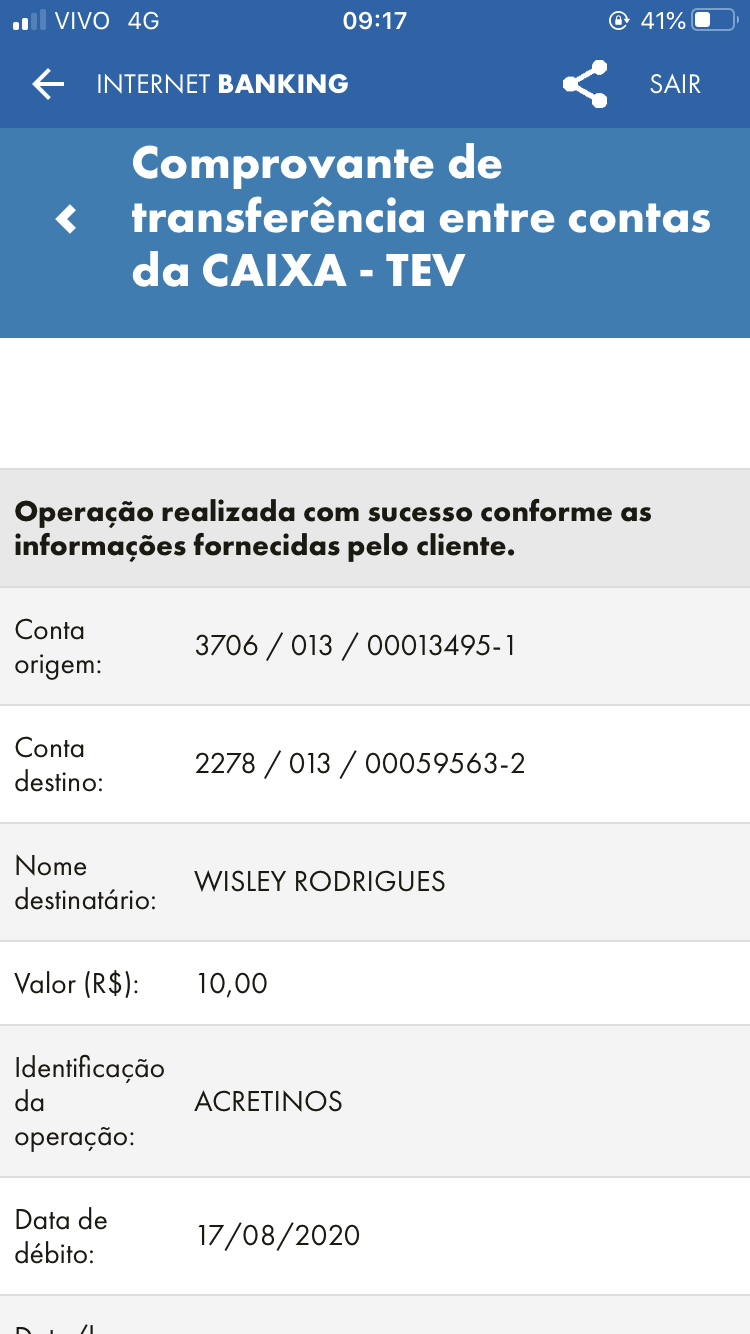 VIVO 4G 09:17 41%
INTERNET BANKING SAIR
Comprovante de
transferência entre contas
da CAIXA - TEV
Operação realizada com sucesso conforme as
informações fornecidas pelo cliente.
Conta
origem:
3706 / 013 / 00013495-1
Conta
destino:
2278 / 013 / 00059563-2
Nome
destinatário:
WISLEY RODRIGUES
Valor (R$): 10,00
Identificação
da
operação:
ACRETINOS
Data de
débito:
17/08/2020